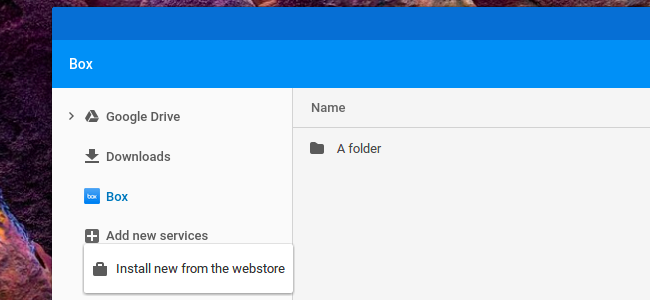 Box
Name
Google Drive
A folder
Downloads
box
Box
Add new services
Install new from the webstore